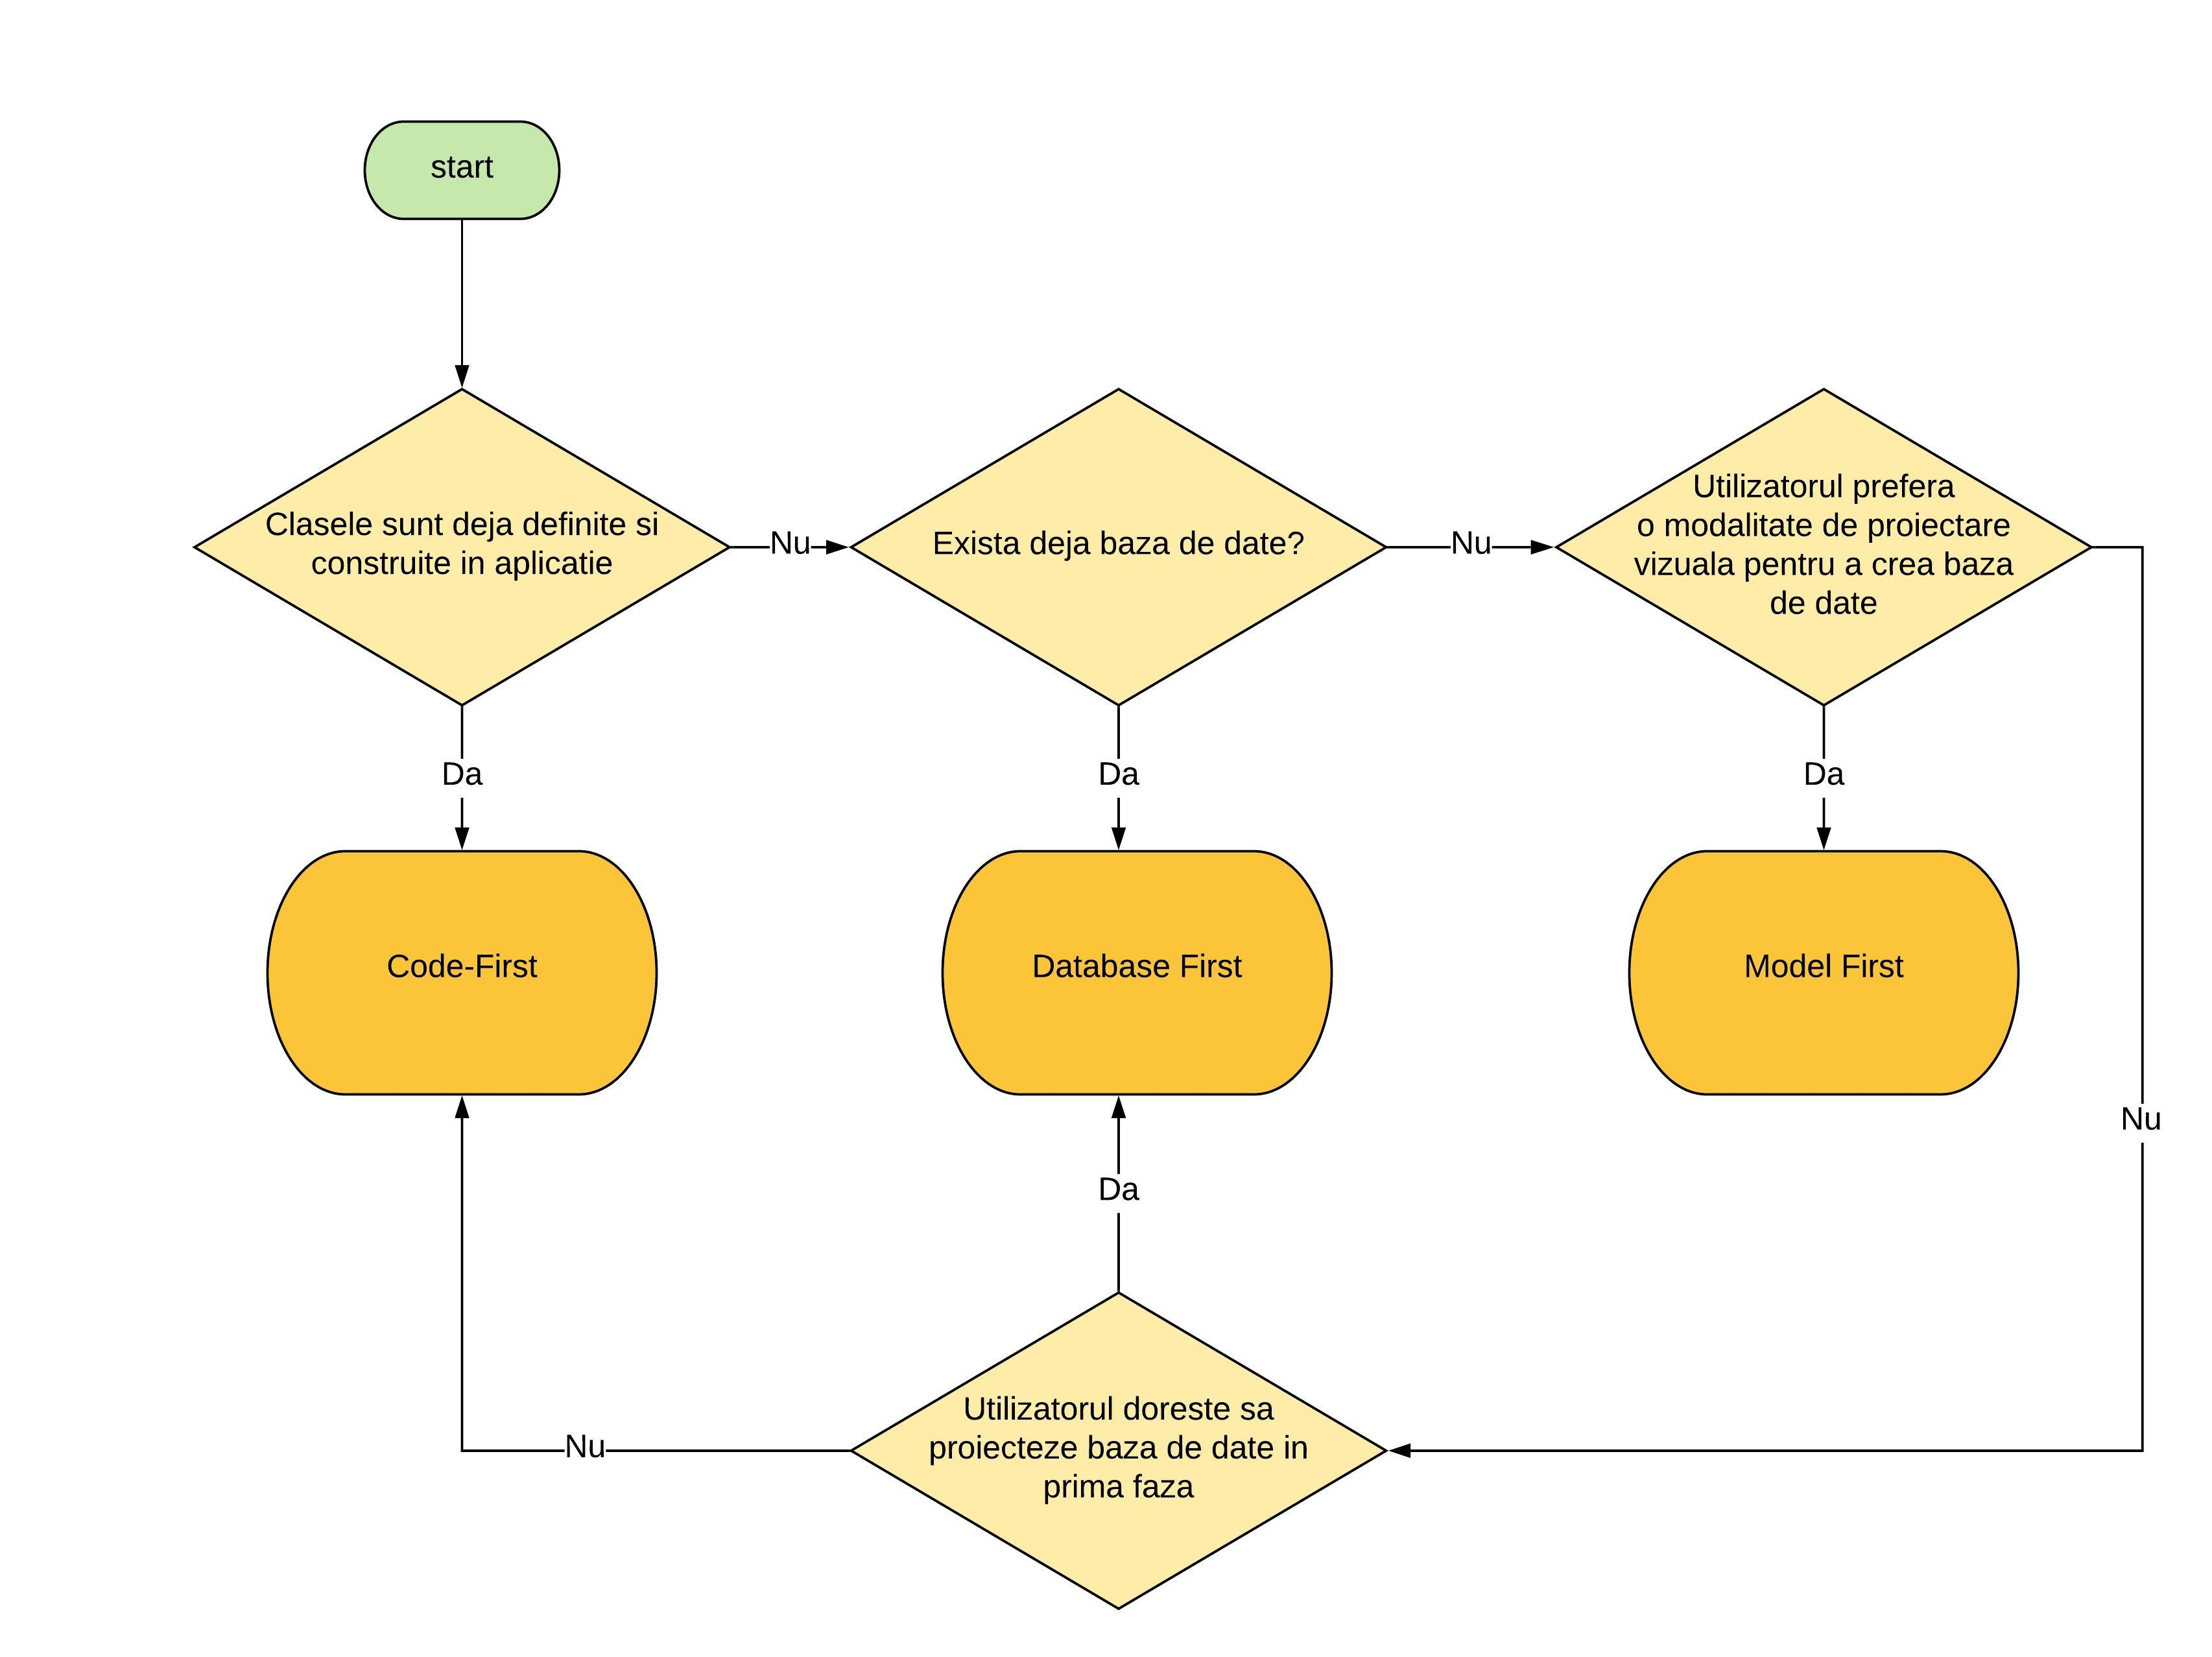 start
Clasele sunt deja definite si
construite in aplicatie
Nu
Exista deja baza de date?
Nu
Utilizatorul prefera
o modalitate de proiectare
vizuala pentru a crea baza
de date
Da
Da
Da
Code-First
Database First
Model First
Nu
Da
Utilizatorul doreste sa
proiecteze baza de date in
prima faza
Nu